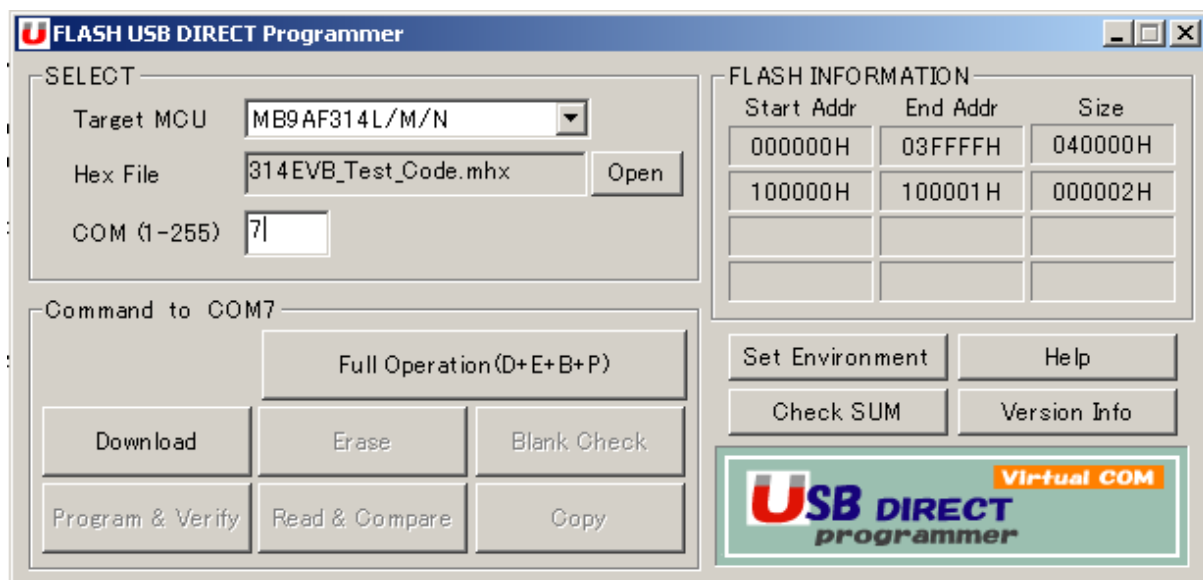 FLASH USB DIRECT Programmer
SELECT
Target MCU MB9AF314L/M/N
Hex File 314EVB_Test_Code.mhx Open
COM (1-255) 7
FLASH INFORMATION
Start Addr End Addr Size
000000H 03FFFFH 040000H
100000H 100001H 000002H
Command to COM7
Full Operation(D+E+B+P)
Download Erase Blank Check
Program & Verify Read & Compare Copy
Set Environment Help
Check SUM Version Info
Virtual COM
USB DIRECT
programmer